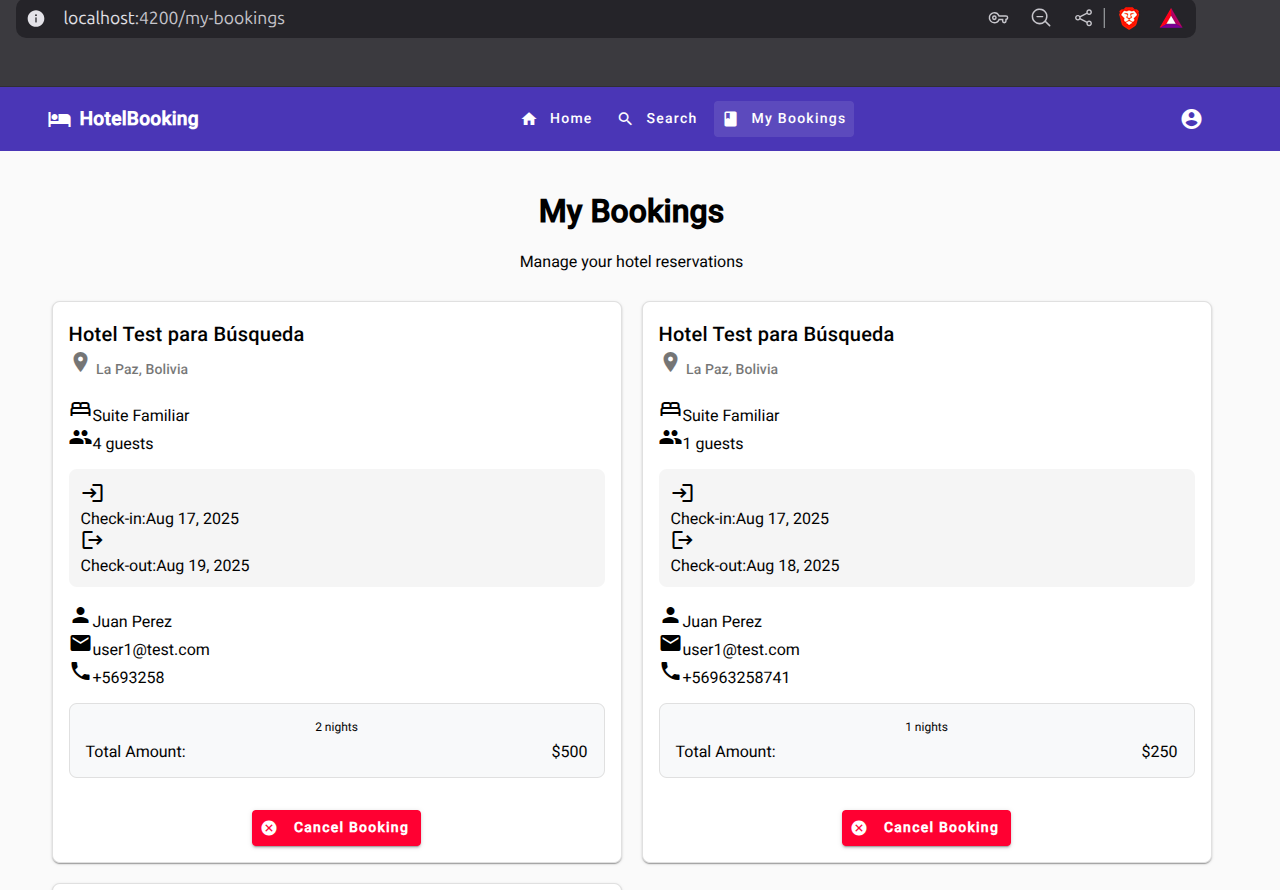 localhost:4200/my-bookings
HotelBooking
Home
Search
My Bookings
My Bookings
Manage your hotel reservations
Hotel Test para Búsqueda
La Paz, Bolivia
Suite Familiar
4 guests
Check-in:Aug 17, 2025
Check-out:Aug 19, 2025
Juan Perez
user1@test.com
+5693258
2 nights
Total Amount: $500
Cancel Booking
Hotel Test para Búsqueda
La Paz, Bolivia
Suite Familiar
1 guests
Check-in:Aug 17, 2025
Check-out:Aug 18, 2025
Juan Perez
user1@test.com
+56963258741
1 nights
Total Amount: $250
Cancel Booking